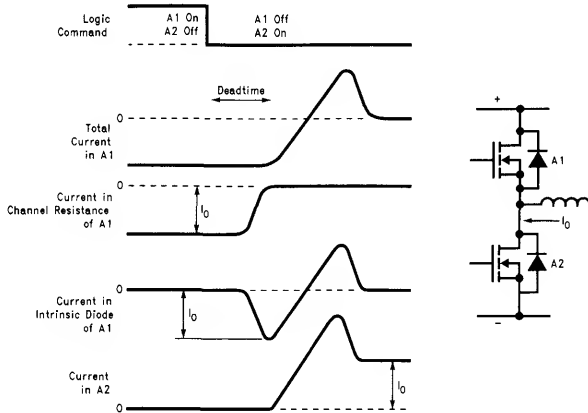 Logic
Command
A1 On
A2 Off
A1 Off
A2 On
Deadtime
0
Total
Current
in A1
0
Current in
Channel Resistance
of A1
I0
0
Current in
Intrinsic Diode
of A1
I0
Current
in A2
0
I0
+
A1
I0
A2
−